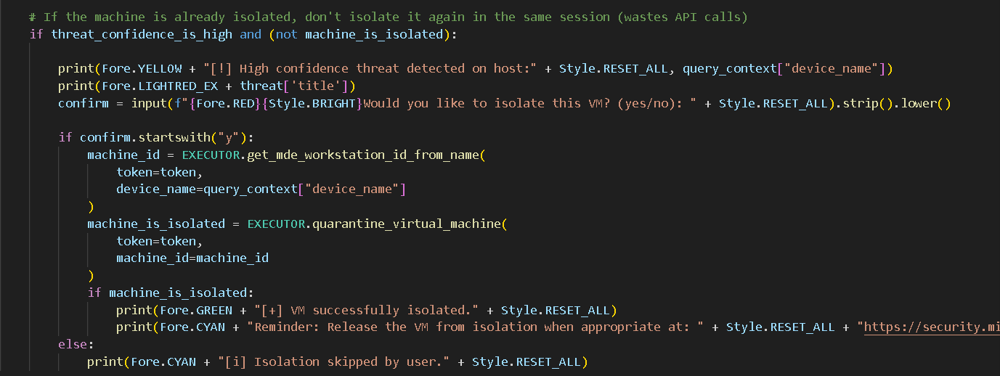 # If the machine is already isolated, don't isolate it again in the same session (wastes API calls)
if threat_confidence_is_high and (not machine_is_isolated):
print(Fore.YELLOW + "[!] High confidence threat detected on host:" + Style.RESET_ALL, query_context["device_name"])
print(Fore.LIGHTRED_EX + threat['title'])
confirm = input(f"{Fore.RED}{Style.BRIGHT}Would you like to isolate this VM? (yes/no): " + Style.RESET_ALL).strip().lower()
if confirm.startswith("y"):
machine_id = EXECUTOR.get_mde_workstation_id_from_name(
token=token,
device_name=query_context["device_name"]
)
machine_is_isolated = EXECUTOR.quarantine_virtual_machine(
token=token,
machine_id=machine_id
)
if machine_is_isolated:
print(Fore.GREEN + "[+] VM successfully isolated." + Style.RESET_ALL)
print(Fore.CYAN + "Reminder: Release the VM from isolation when appropriate at: " + Style.RESET_ALL + "https://security.mi
else:
print(Fore.CYAN + "[i] Isolation skipped by user." + Style.RESET_ALL)